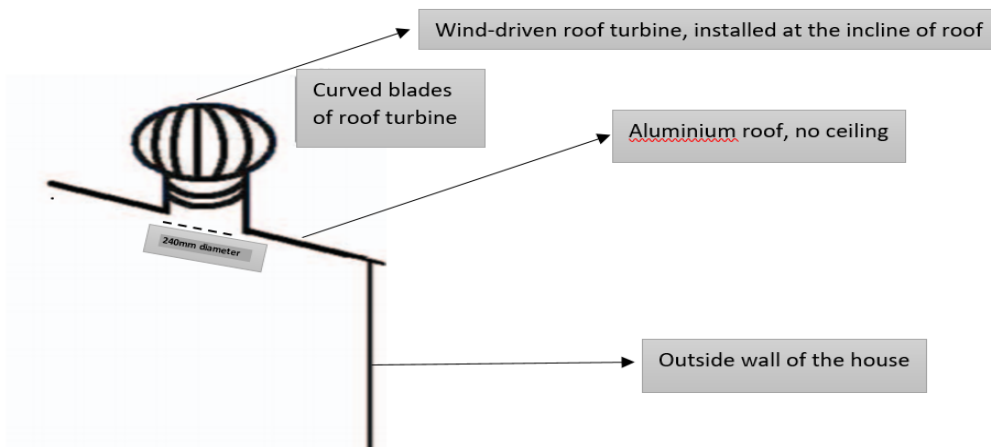 Wind-driven roof turbine, installed at the incline of roof
Curved blades
of roof turbine
Aluminium roof, no ceiling
240mm diameter
Outside wall of the house